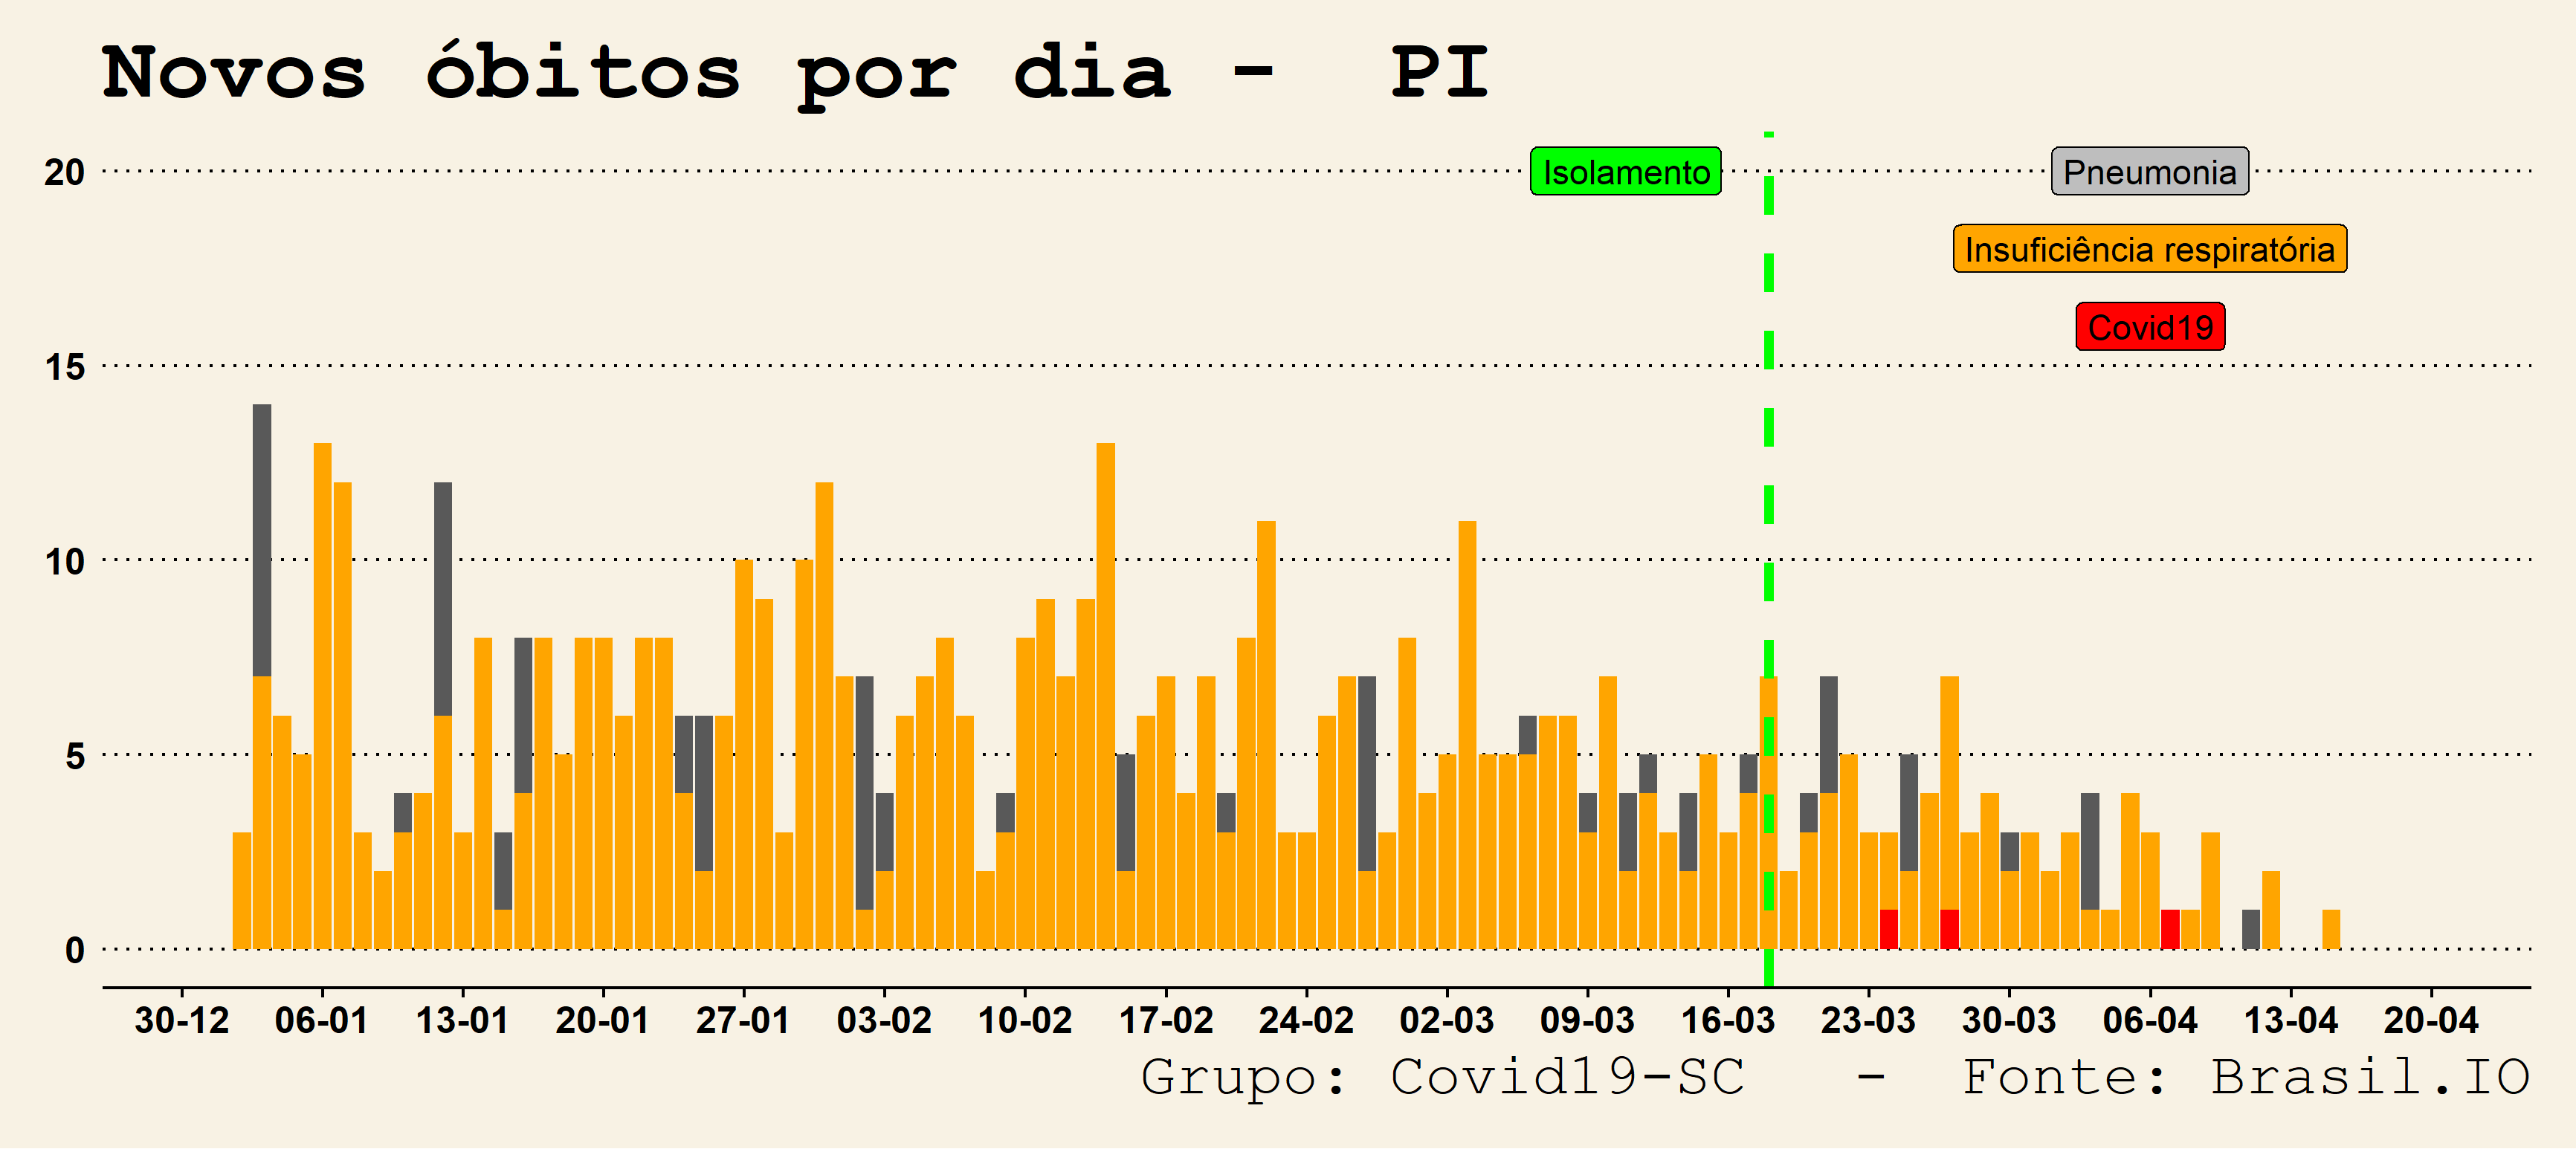 Novos óbitos por dia - PI
20
Isolamento
Pneumonia
Insuficiência respiratória
Covid19
15
10
5
0
30-12 06-01 13-01 20-01 27-01 03-02 10-02 17-02 24-02 02-03 09-03 16-03 23-03 30-03 06-04 13-04 20-04
Grupo: Covid19-SC - Fonte: Brasil.IO